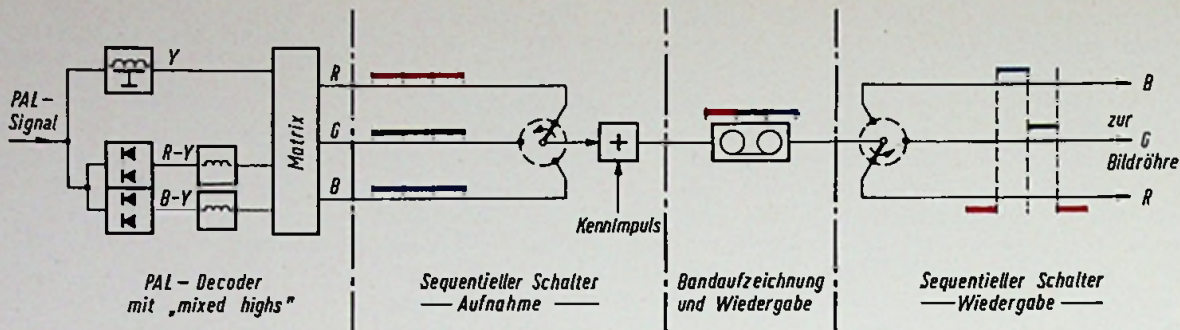 PAL-
Signal
Y
R-Y
B-Y
Matrix
R
G
B
Kennimpuls
B
zur
G
Bildröhre
R
PAL - Decoder
mit „mixed highs"
Sequentieller Schalter
— Aufnahme —
Bandaufzeichnung
und Wiedergabe
Sequentieller Schalter
— Wiedergabe —